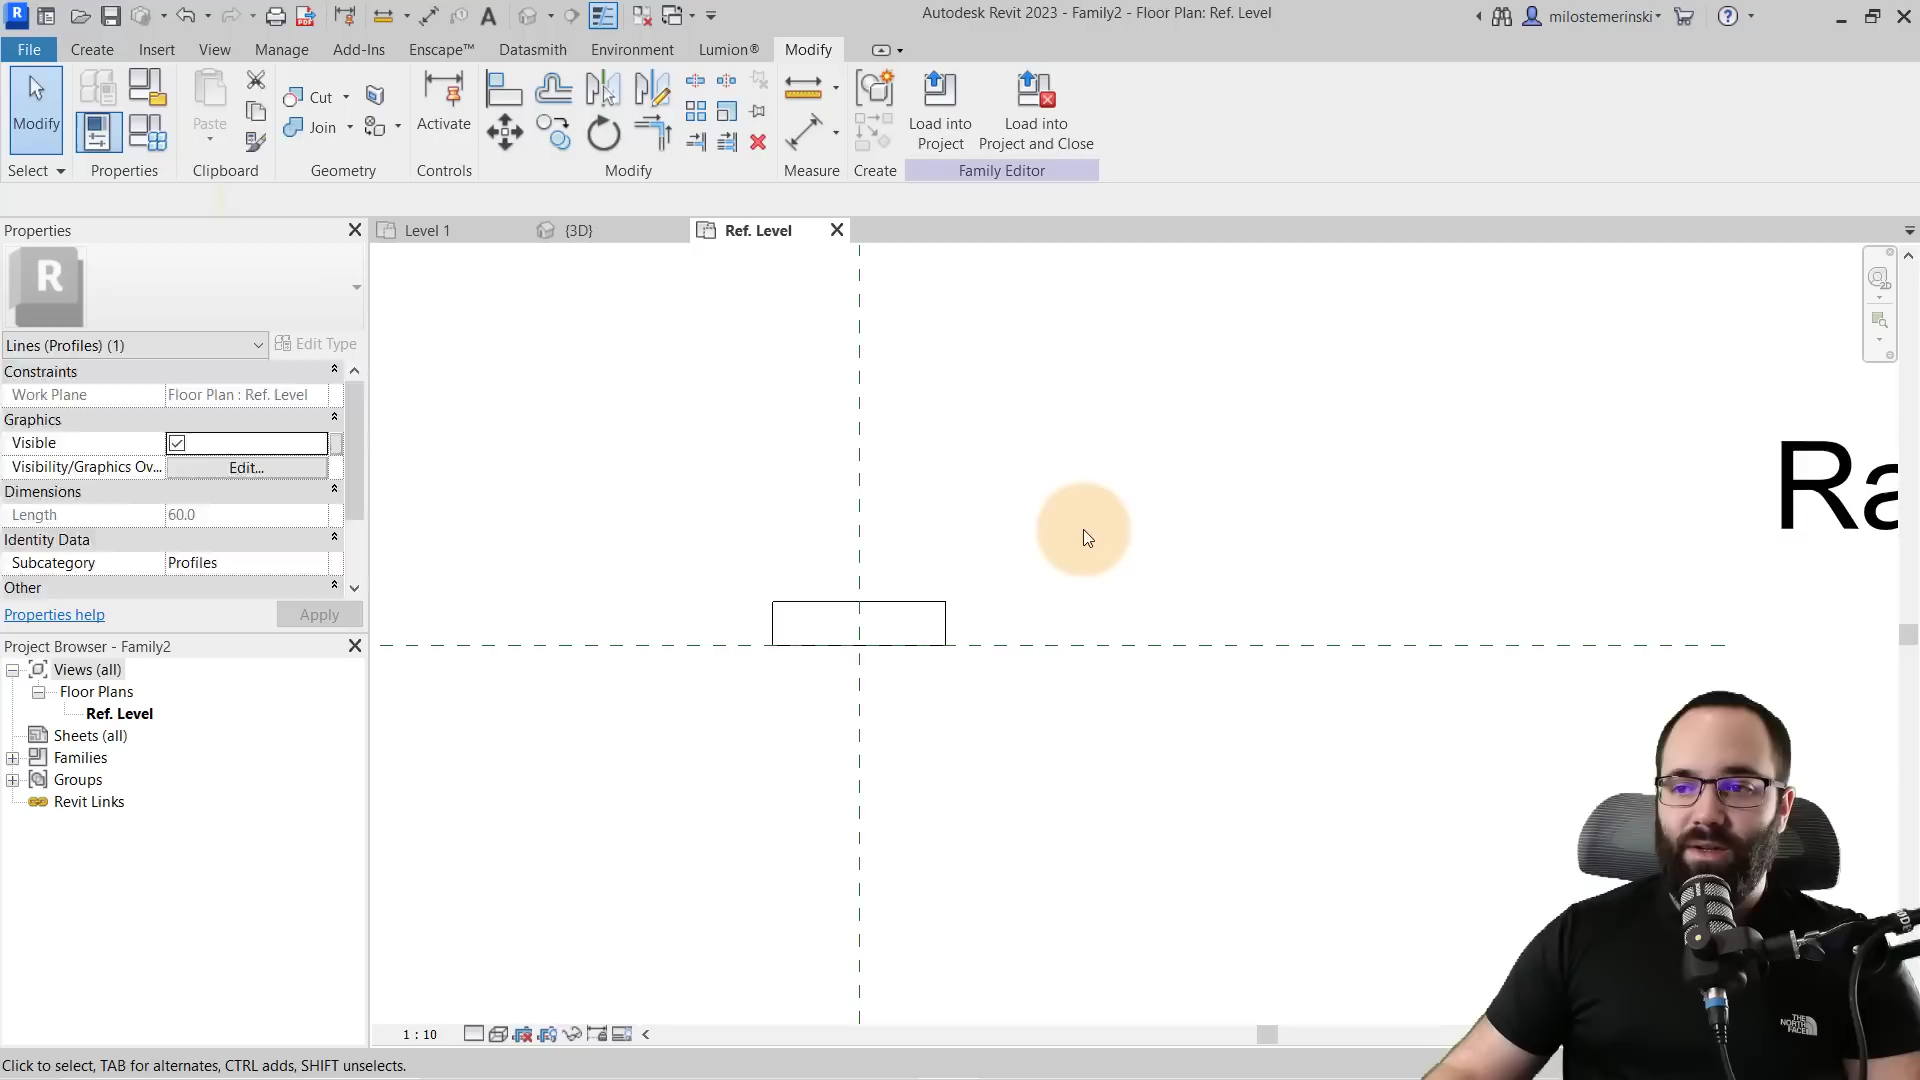 Autodesk Revit 2023 - Family2 - Floor Plan: Ref. Level
milostemerinski
File Create Insert View Manage Add-Ins Enscape™ Datasmith Environment Lumion® Modify
Modify
Paste
Cut
Join
Activate
Load into Project
Load into Project and Close
Select Properties Clipboard Geometry Controls Modify Measure Create Family Editor
Properties
Level 1
{3D}
Ref. Level
R
2D
Lines (Profiles) (1)
Edit Type
Constraints
Work Plane Floor Plan : Ref. Level
Graphics
Visible
Visibility/Graphics Ov... Edit...
Dimensions
Length 60.0
Identity Data
Subcategory Profiles
Other
Properties help
Apply
Ra
Project Browser - Family2
Views (all)
Floor Plans
Ref. Level
Sheets (all)
Families
Groups
Revit Links
1 : 10
Click to select, TAB for alternates, CTRL adds, SHIFT unselects.
THE NORTH FACE